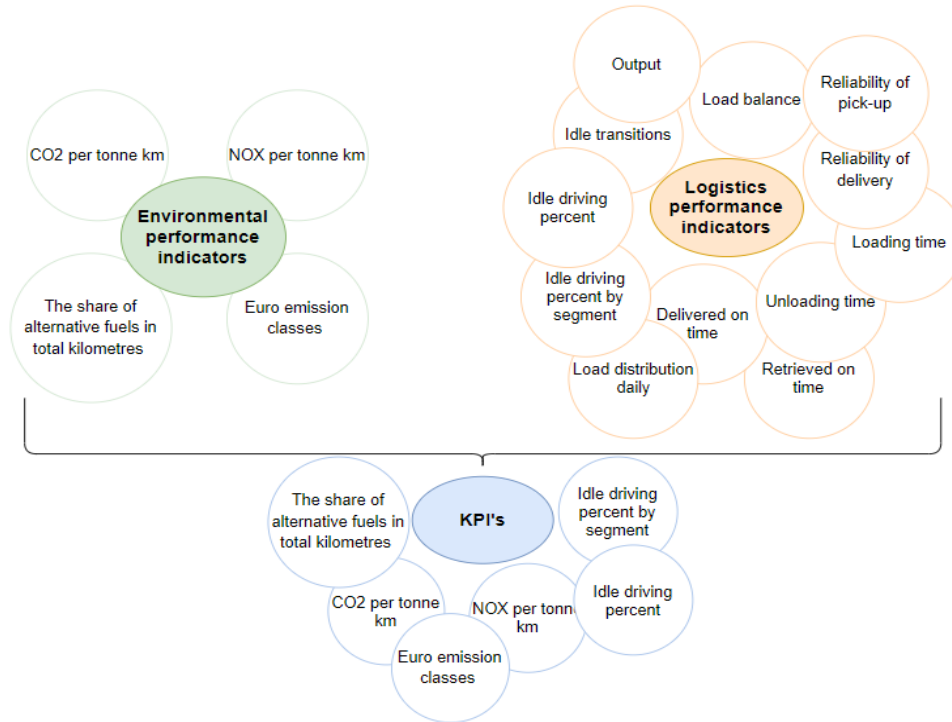 CO2 per tonne km
NOX per tonne km
Environmental
performance
indicators
The share of
alternative fuels in
total kilometres
Euro emission
classes
Output
Load balance
Reliability of
pick-up
Idle transitions
Reliability of
delivery
Idle driving
percent
Logistics
performance
indicators
Loading time
Idle driving
percent by
segment
Delivered on
time
Unloading time
Load distribution
daily
Retrieved on
time
The share of
alternative fuels in
total kilometres
KPI's
Idle driving
percent by
segment
CO2 per tonne
km
NOX per tonne
km
Idle driving
percent
Euro emission
classes